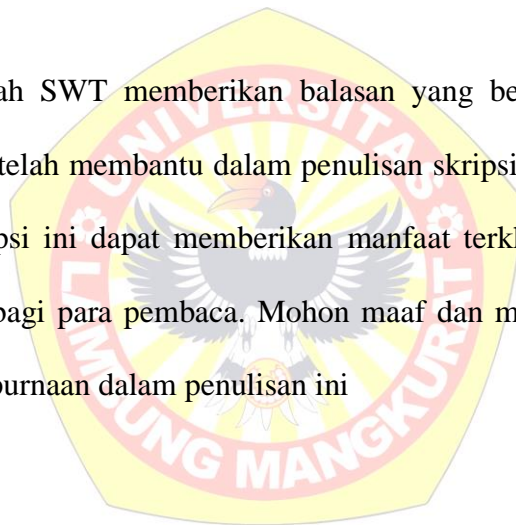 ah SWT memberikan balasan yang be
telah membantu dalam penulisan skripsi
psi ini dapat memberikan manfaat terkl
bagi para pembaca. Mohon maaf dan m
purnaan dalam penulisan ini
UNIVERSITAS
LAMBUNG MANGKURAT